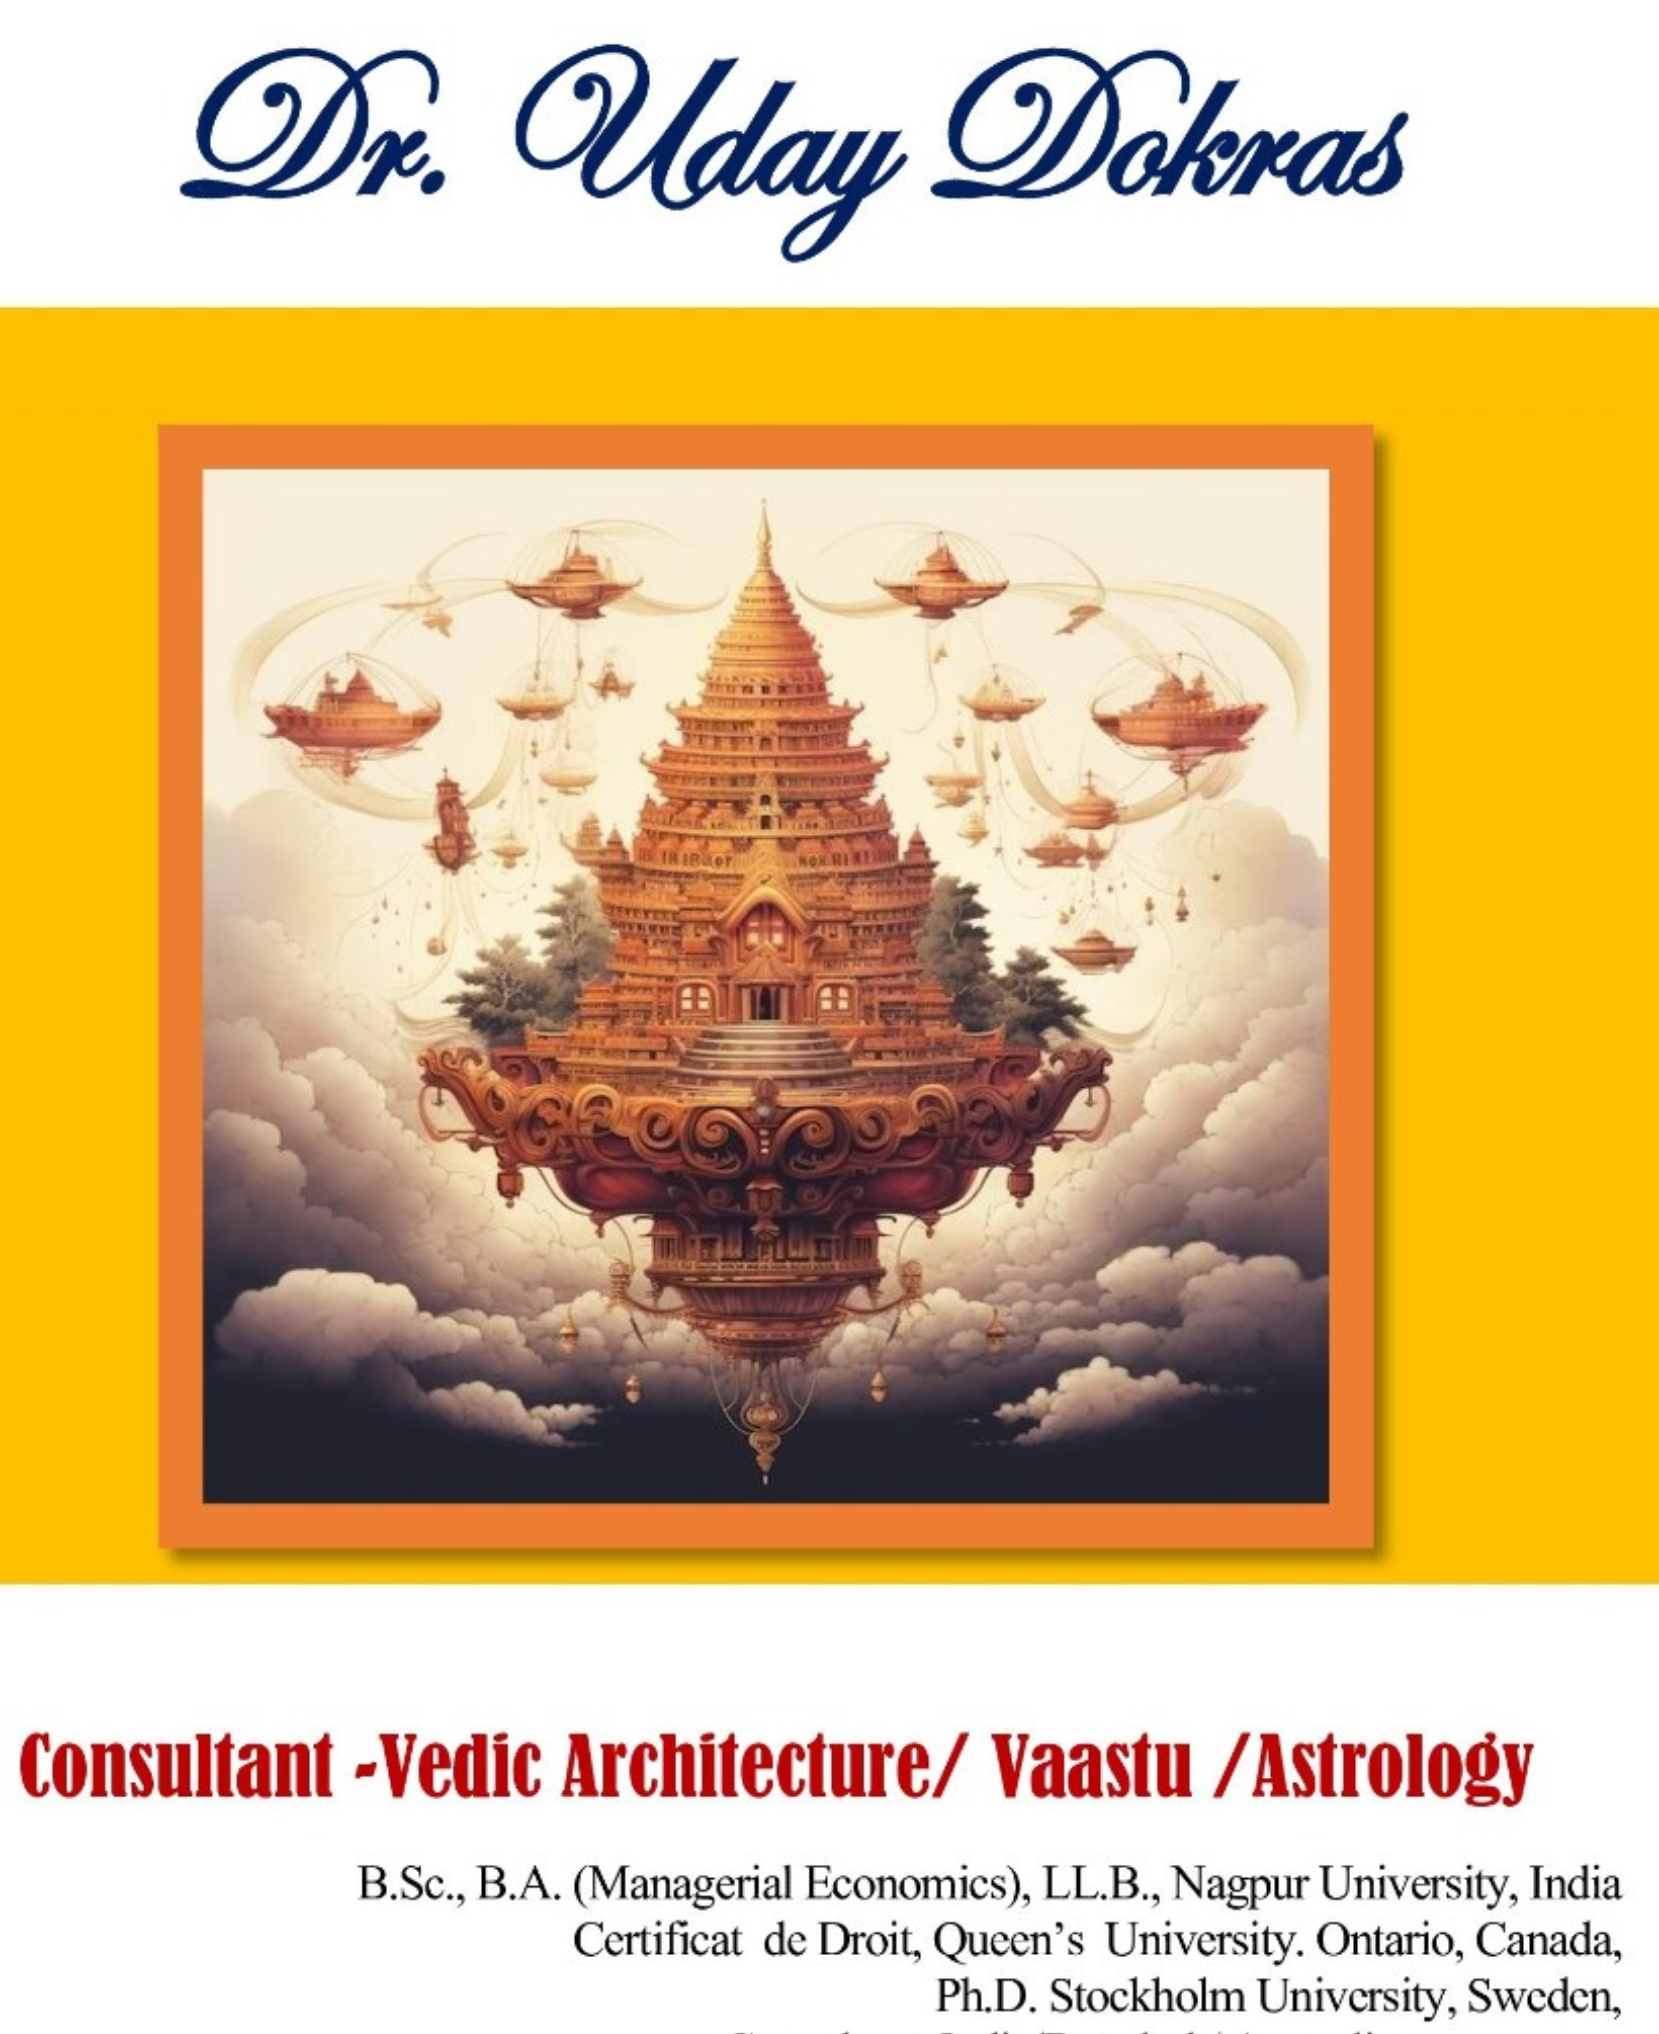 Dr. Uday Dokras
Consultant -Vedic Architecture/ Vaastu /Astrology
B.Sc., B.A. (Managerial Economics), LL.B., Nagpur University, India
Certificat de Droit, Queen’s University. Ontario, Canada,
Ph.D. Stockholm University, Sweden,